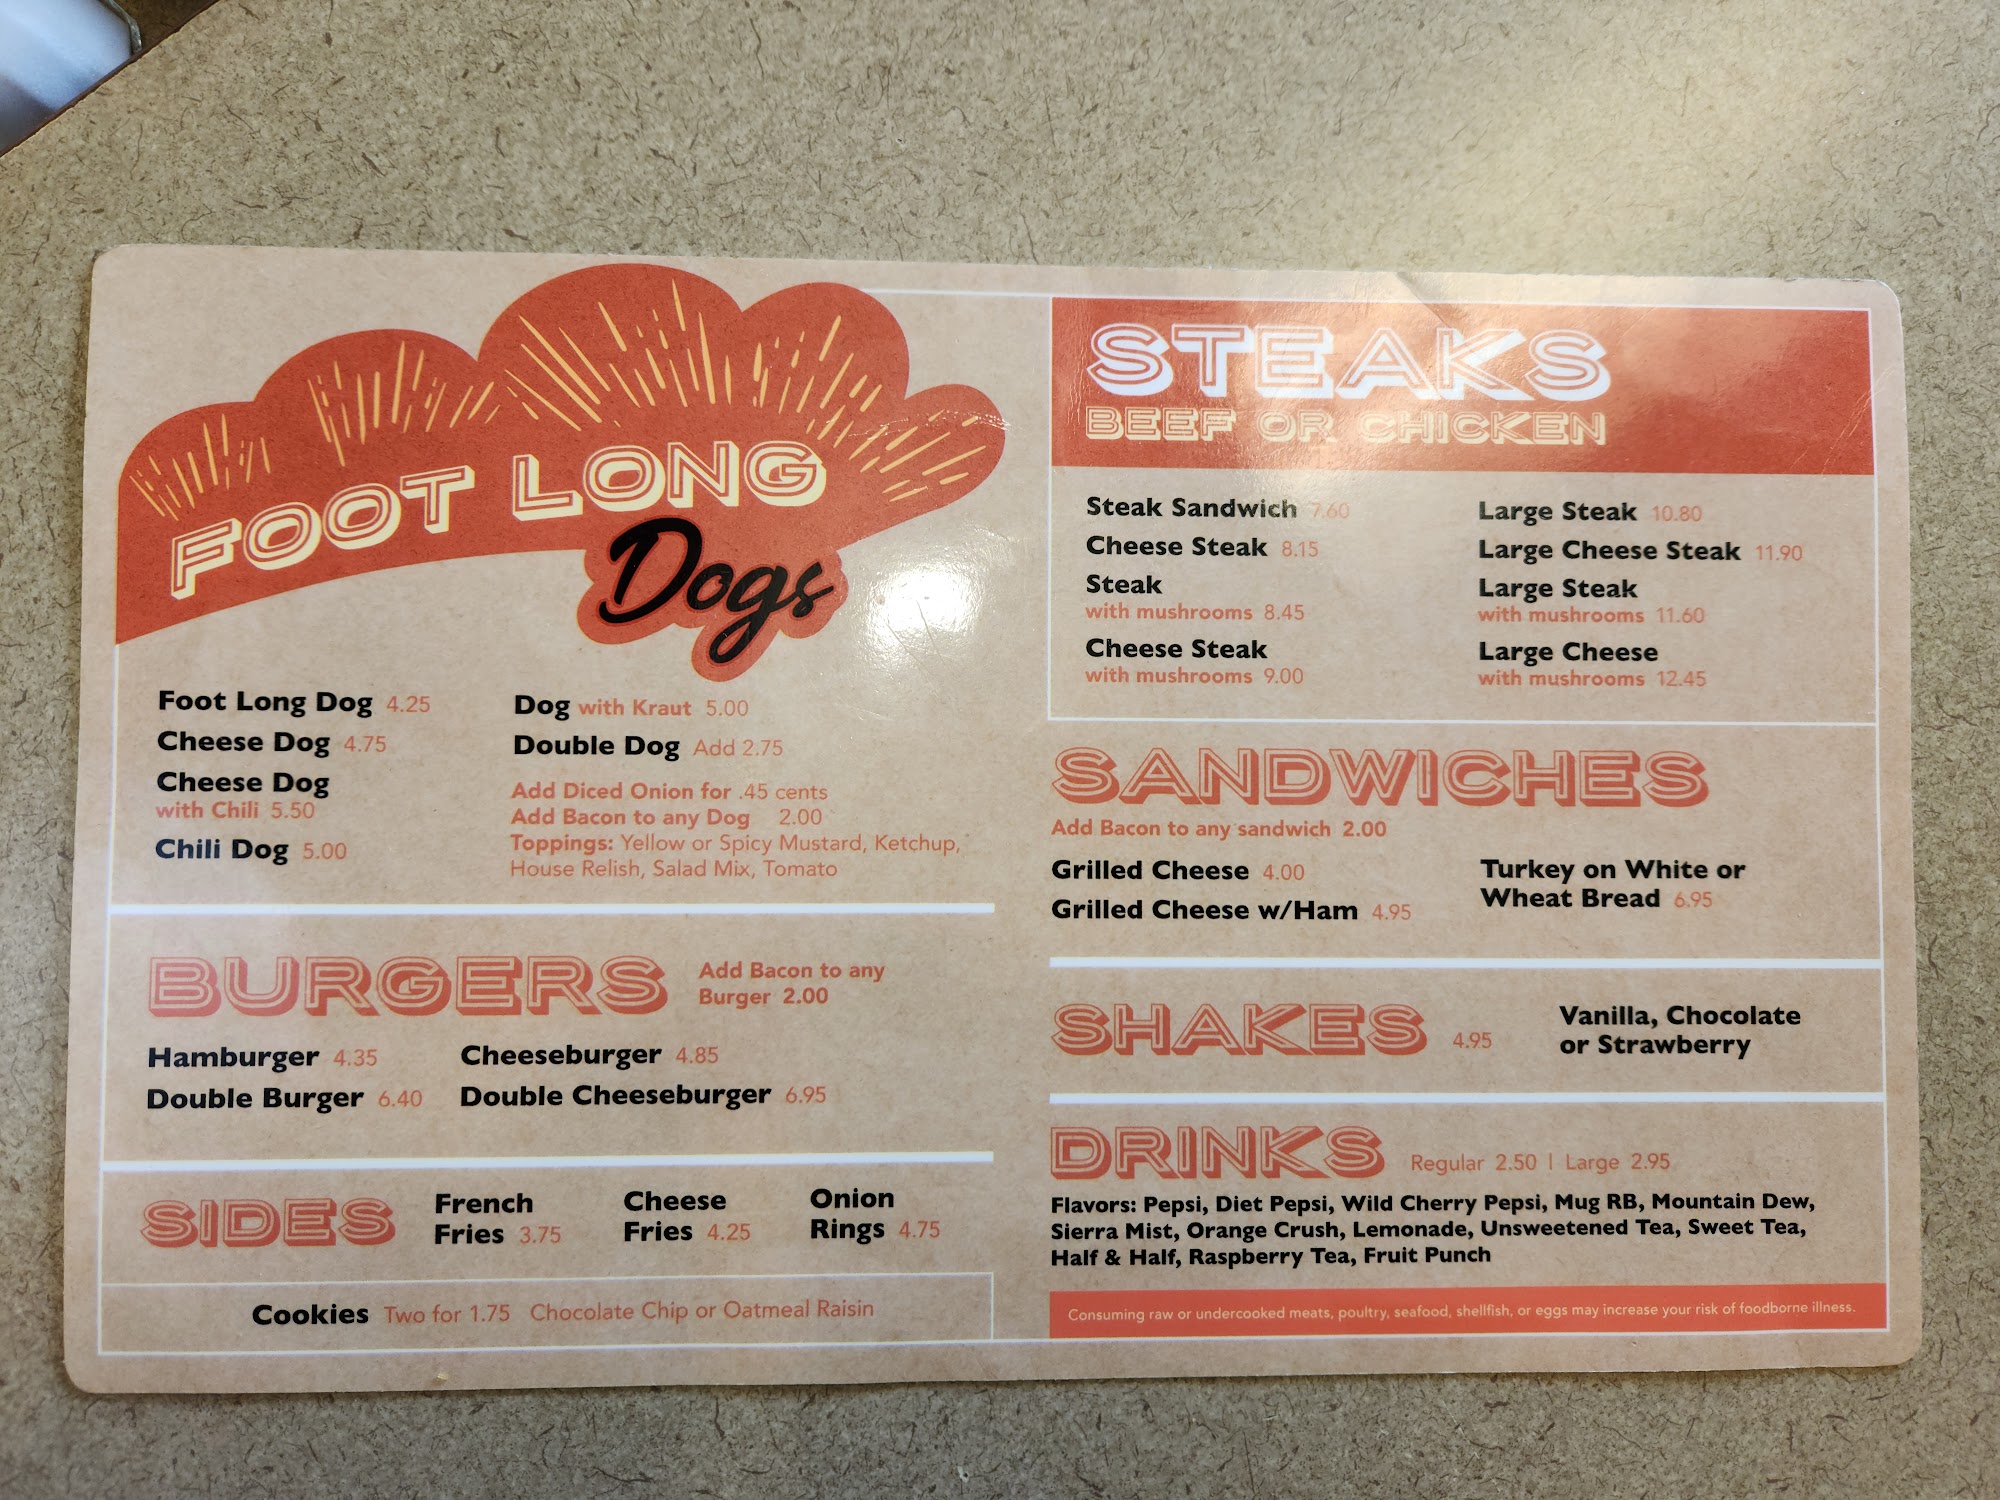 FOOT LONG
Dogs
Foot Long Dog 4.25
Cheese Dog 4.75
Cheese Dog
with Chili 5.50
Chili Dog 5.00
Dog with Kraut 5.00
Double Dog Add 2.75
Add Diced Onion for .45 cents
Add Bacon to any Dog 2.00
Toppings: Yellow or Spicy Mustard, Ketchup,
House Relish, Salad Mix, Tomato
BURGERS
Add Bacon to any
Burger 2.00
Hamburger 4.35
Double Burger 6.40
Cheeseburger 4.85
Double Cheeseburger 6.95
SIDES
French
Fries 3.75
Cheese
Fries 4.25
Onion
Rings 4.75
Cookies Two for 1.75 Chocolate Chip or Oatmeal Raisin
STEAKS
BEEF OR CHICKEN
Steak Sandwich 7.60
Cheese Steak 8.15
Steak
with mushrooms 8.45
Cheese Steak
with mushrooms 9.00
Large Steak 10.80
Large Cheese Steak 11.90
Large Steak
with mushrooms 11.60
Large Cheese
with mushrooms 12.45
SANDWICHES
Add Bacon to any sandwich 2.00
Grilled Cheese 4.00
Grilled Cheese w/Ham 4.95
Turkey on White or
Wheat Bread 6.95
SHAKES 4.95
Vanilla, Chocolate
or Strawberry
DRINKS Regular 2.50 | Large 2.95
Flavors: Pepsi, Diet Pepsi, Wild Cherry Pepsi, Mug RB, Mountain Dew,
Sierra Mist, Orange Crush, Lemonade, Unsweetened Tea, Sweet Tea,
Half & Half, Raspberry Tea, Fruit Punch
Consuming raw or undercooked meats, poultry, seafood, shellfish, or eggs may increase your risk of foodborne illness.